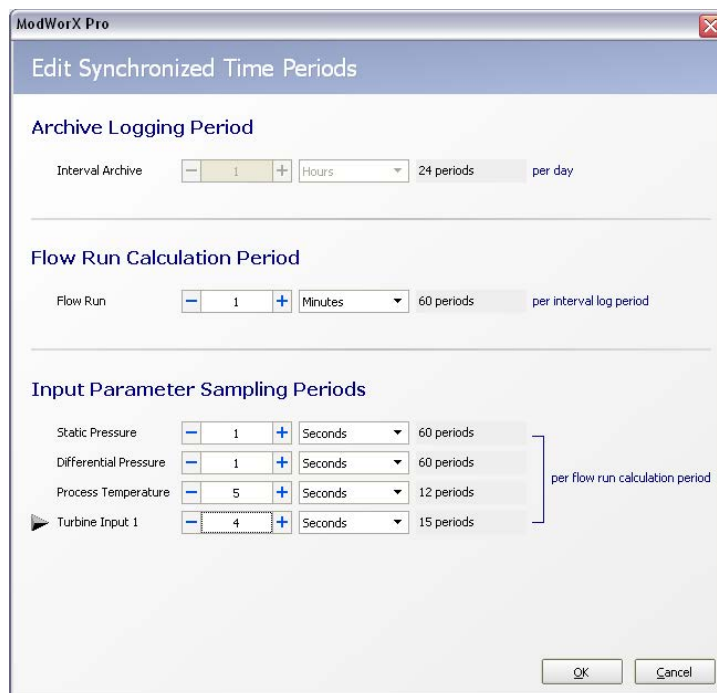 ModWorX Pro
Edit Synchronized Time Periods
Archive Logging Period
Interval Archive 1 Hours 24 periods per day
Flow Run Calculation Period
Flow Run 1 Minutes 60 periods per interval log period
Input Parameter Sampling Periods
Static Pressure 1 Seconds 60 periods
Differential Pressure 1 Seconds 60 periods
per flow run calculation period
Process Temperature 5 Seconds 12 periods
Turbine Input 1 4 Seconds 15 periods
OK Cancel